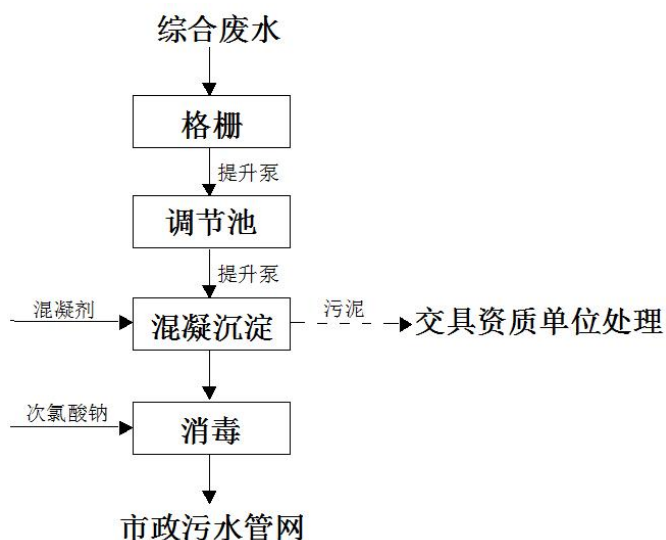 综合废水
格栅
提升泵
调节池
提升泵
混凝剂
混凝沉淀
污泥
交具资质单位处理
次氯酸钠
消毒
市政污水管网